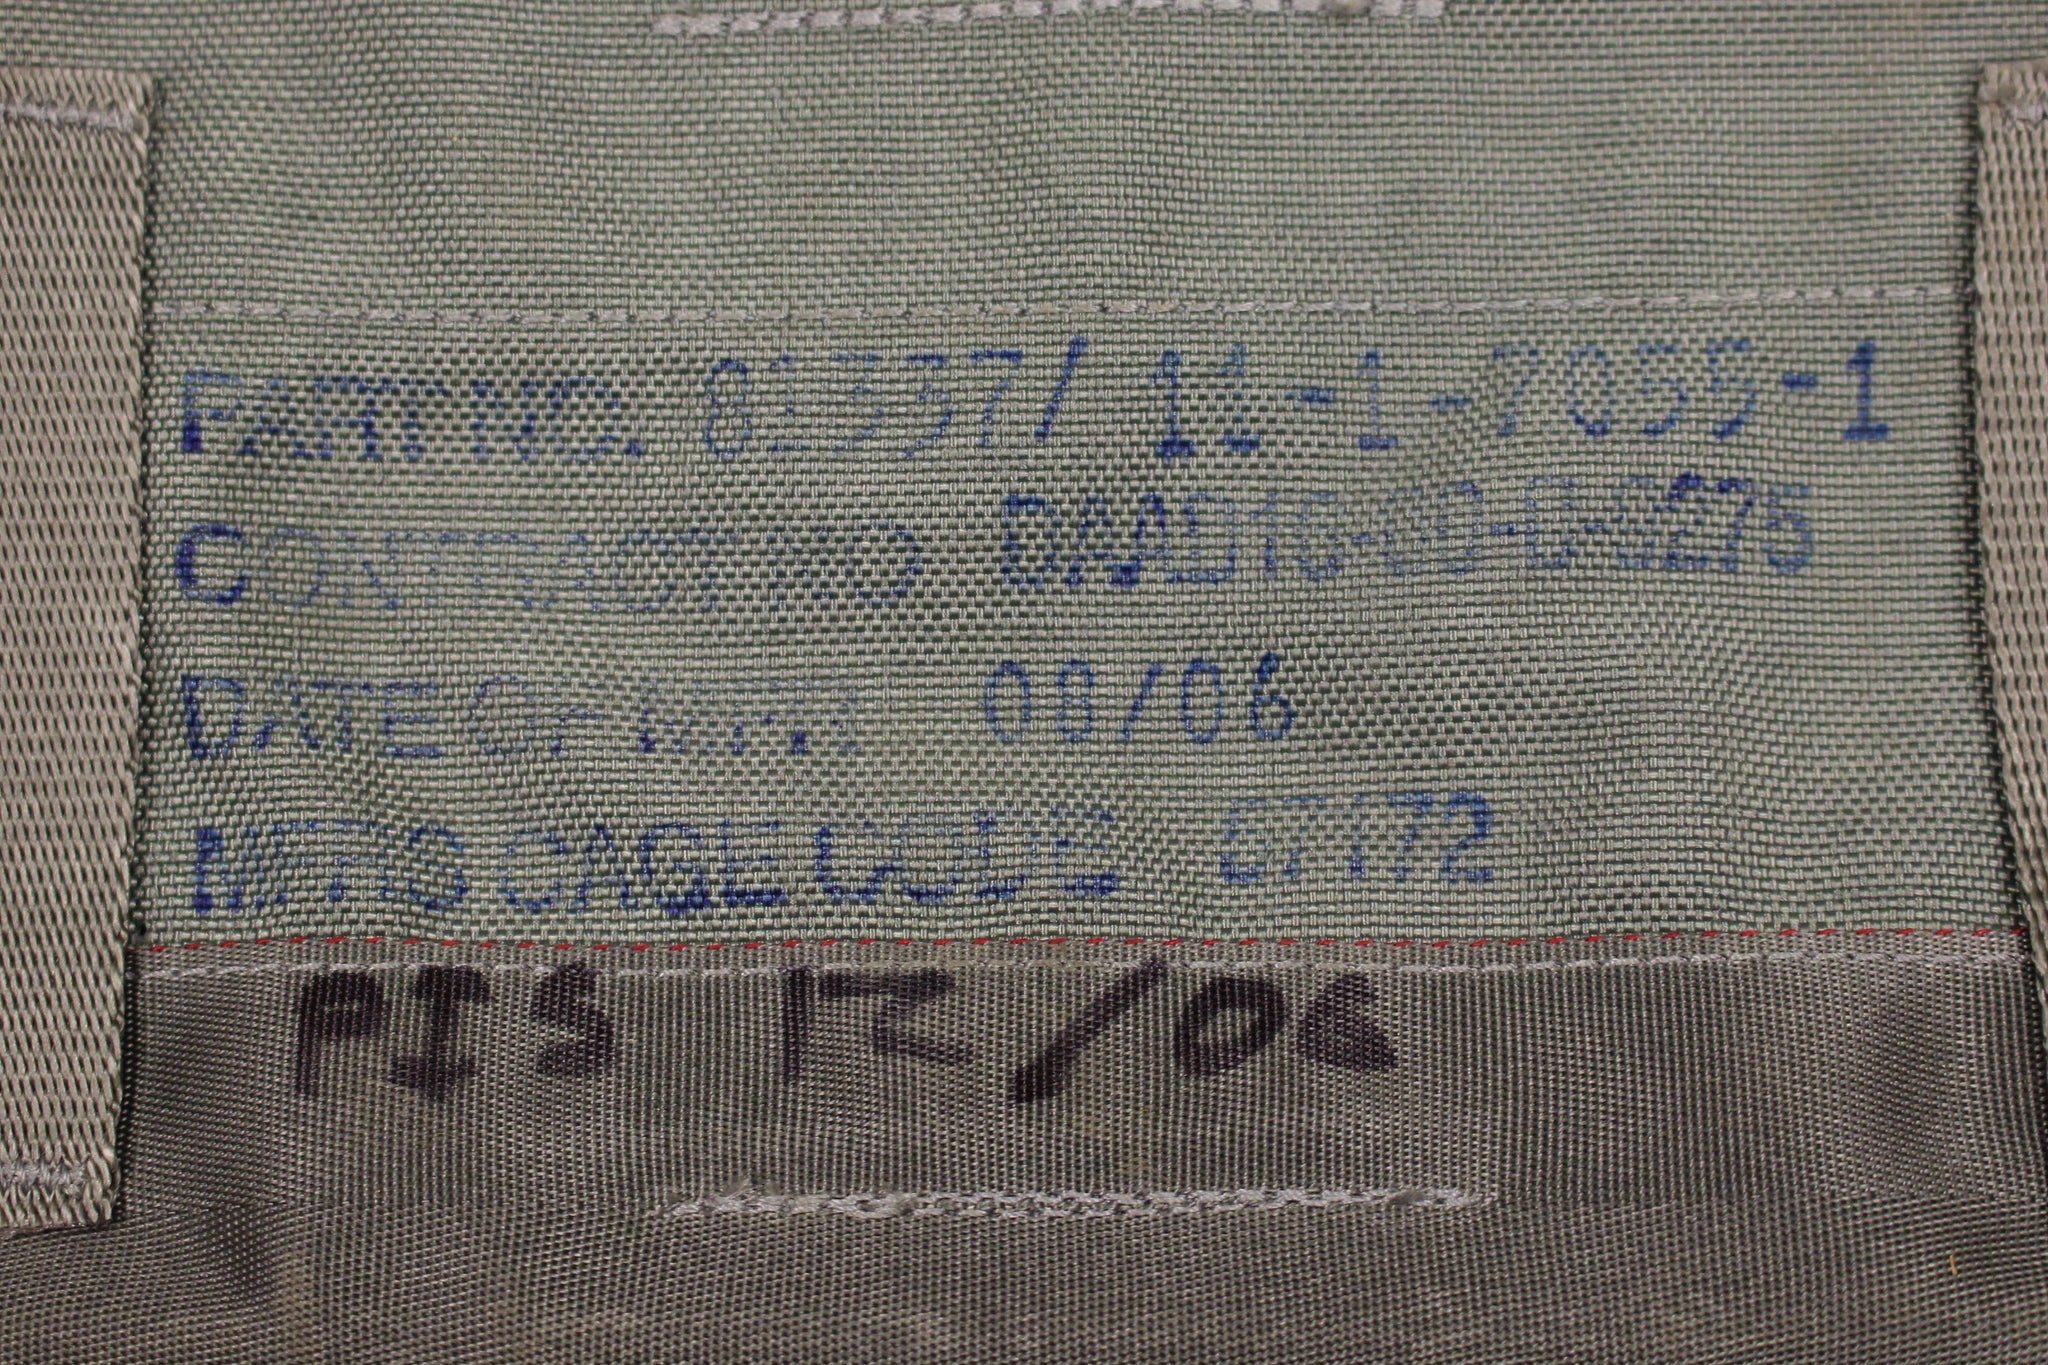 PART NO. 81337/ 11-1-7055-1
CONTRACT NO
DATE OF MFR 08/06
MFRS CAGE CODE
PIS 12/06